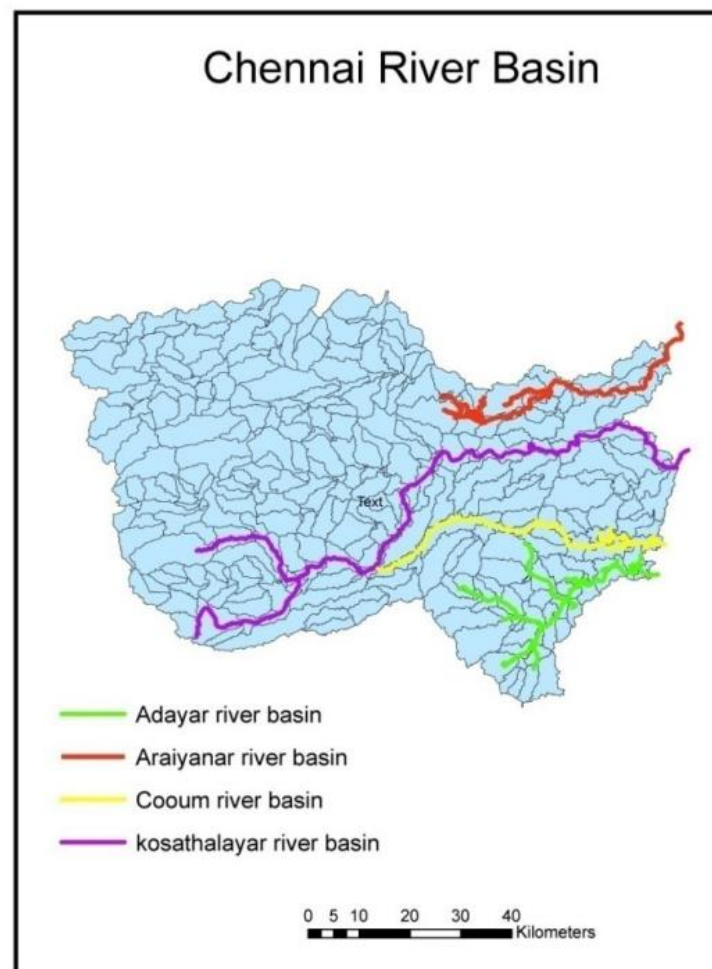 Chennai River Basin
Text
Adayar river basin
Araiyanar river basin
Cooum river basin
kosathalayar river basin
0 5 10 20 30 40
Kilometers